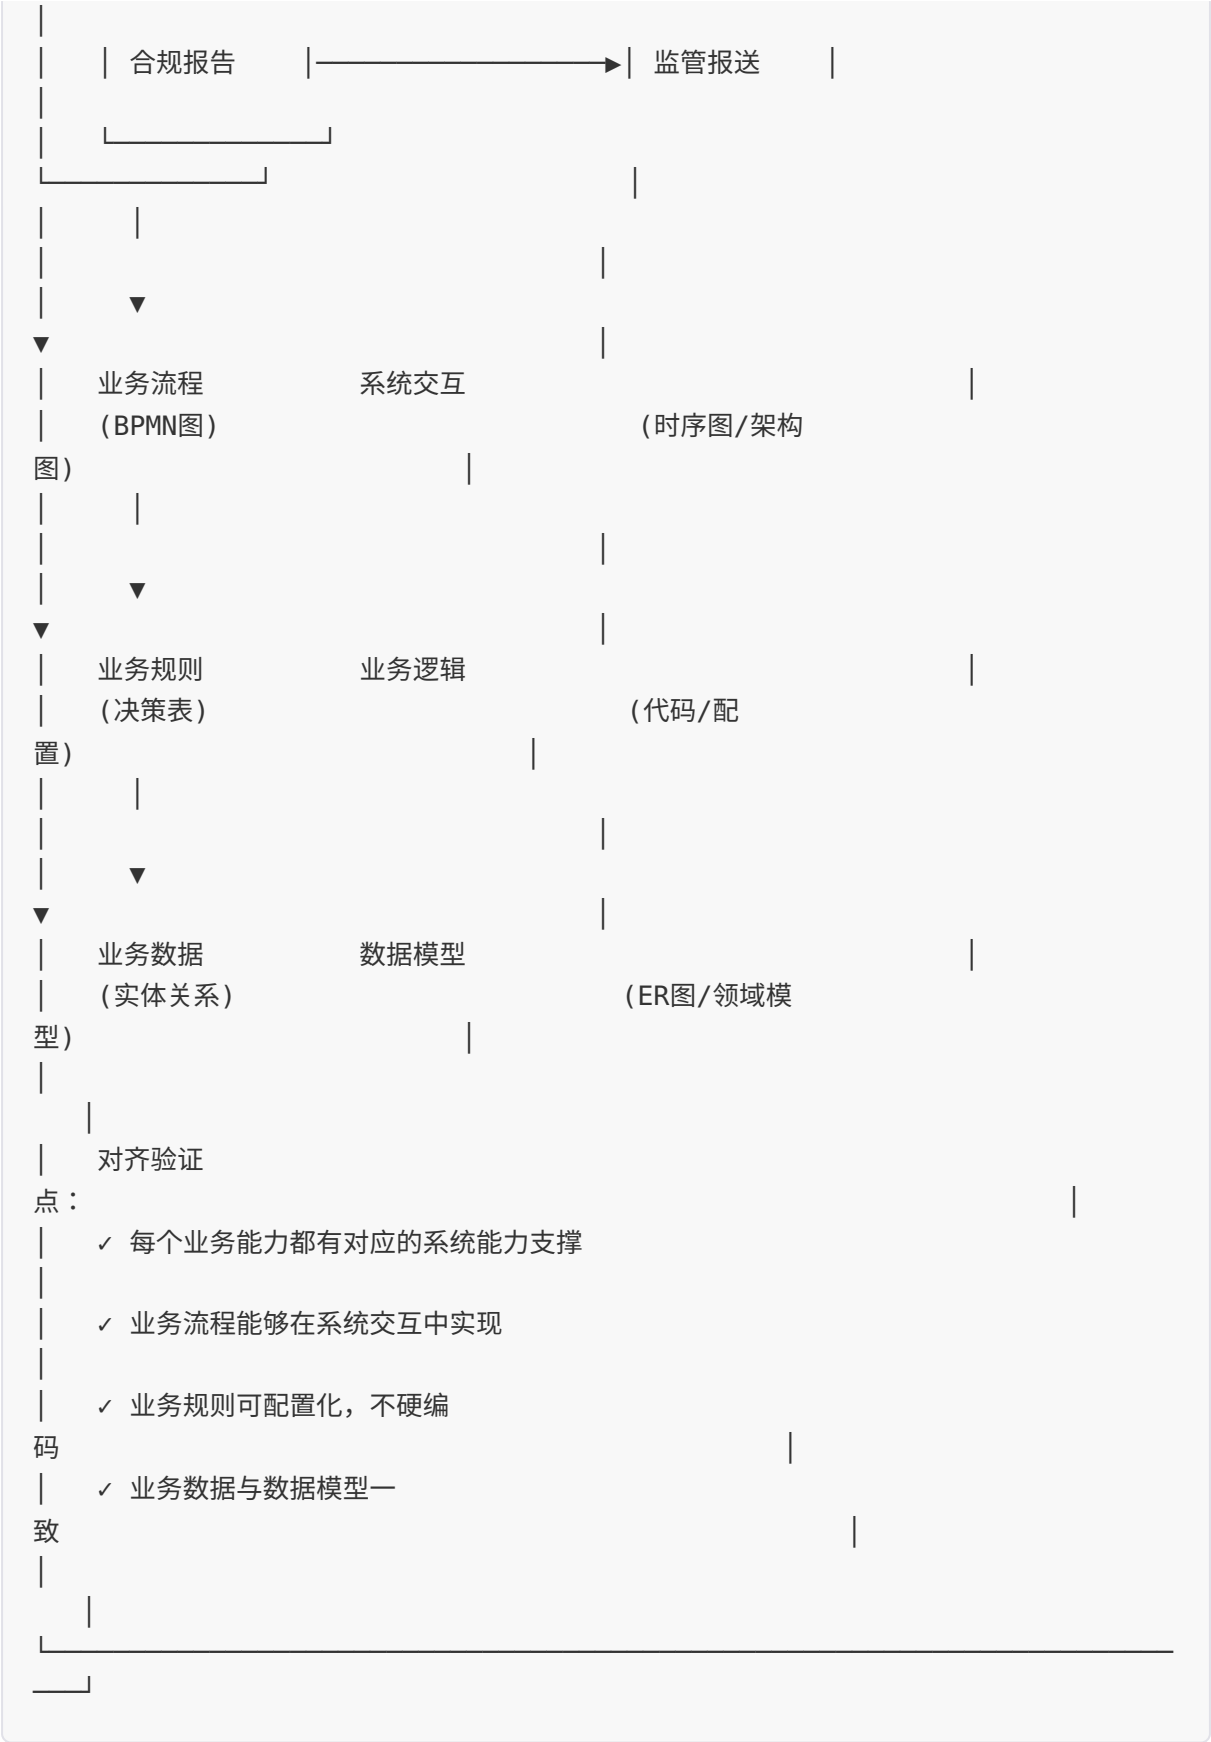 合规报告 监管报送
业务流程 系统交互
(BPMN图) (时序图/架构
图)
业务规则 业务逻辑
(决策表) (代码/配
置)
业务数据 数据模型
(实体关系) (ER图/领域模
型)
对齐验证
点：
✓ 每个业务能力都有对应的系统能力支撑
✓ 业务流程能够在系统交互中实现
✓ 业务规则可配置化，不硬编
码
✓ 业务数据与数据模型一
致